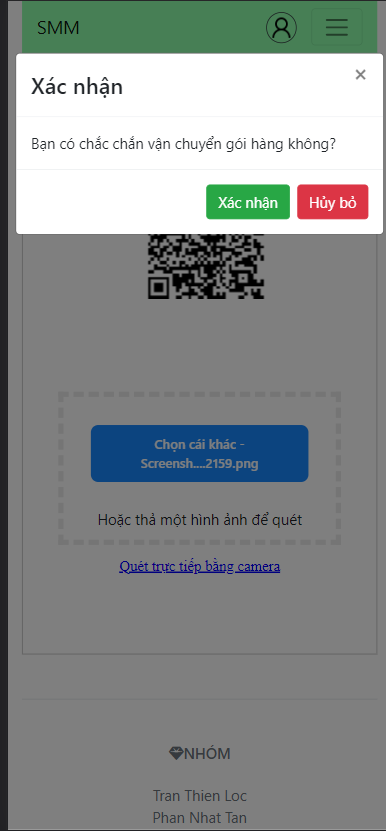 SMM
Xác nhận
×
Bạn có chắc chắn vận chuyển gói hàng không?
Xác nhận
Hủy bỏ
Chọn cái khác -
Screensh....2159.png
Hoặc thả một hình ảnh để quét
Quét trực tiếp bằng camera
NHÓM
Tran Thien Loc
Phan Nhat Tan